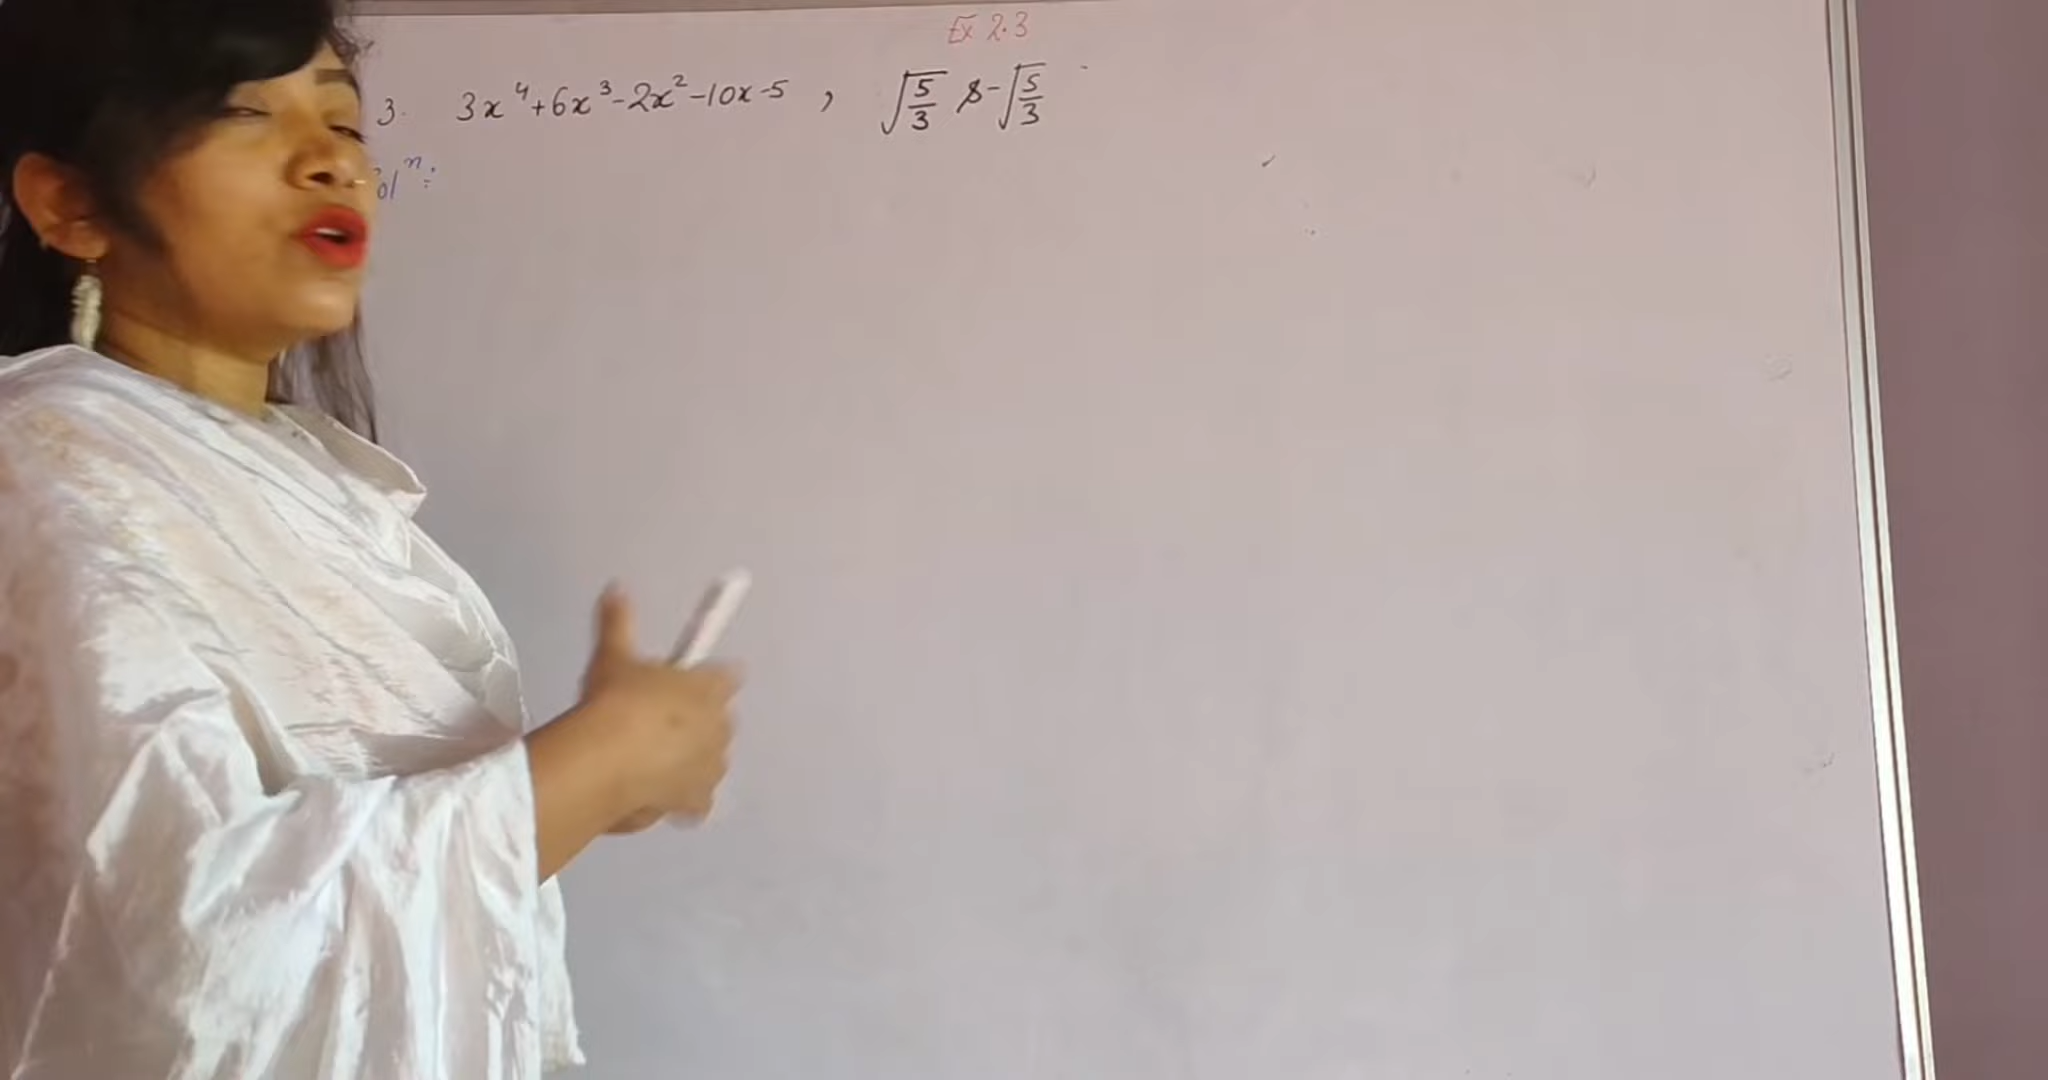 Ex 2.3
3. 3x⁴+6x³-2x²-10x-5 , √(5/3) & -√(5/3)
Solⁿ: